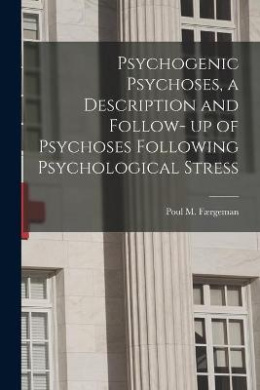 Psychogenic
Psychoses, a
Description and
Follow- up of
Psychoses Following
Psychological Stress
Poul M. Færgeman